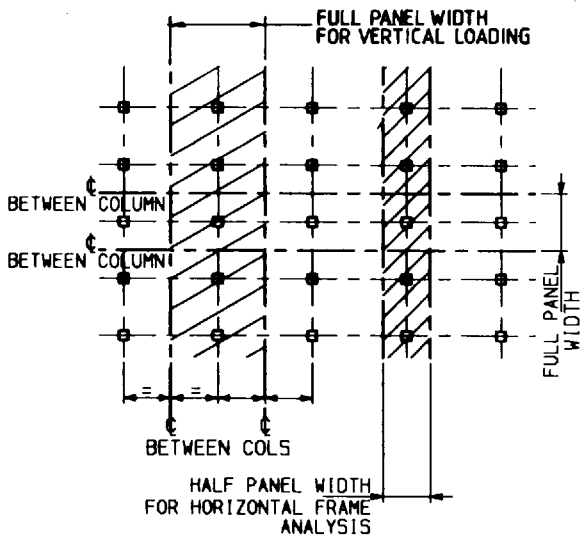 FULL PANEL WIDTH
FOR VERTICAL LOADING
℄
BETWEEN COLUMN
℄
BETWEEN COLUMN
FULL PANEL
WIDTH
= =
℄ ℄
BETWEEN COLS
HALF PANEL WIDTH
FOR HORIZONTAL FRAME
ANALYSIS